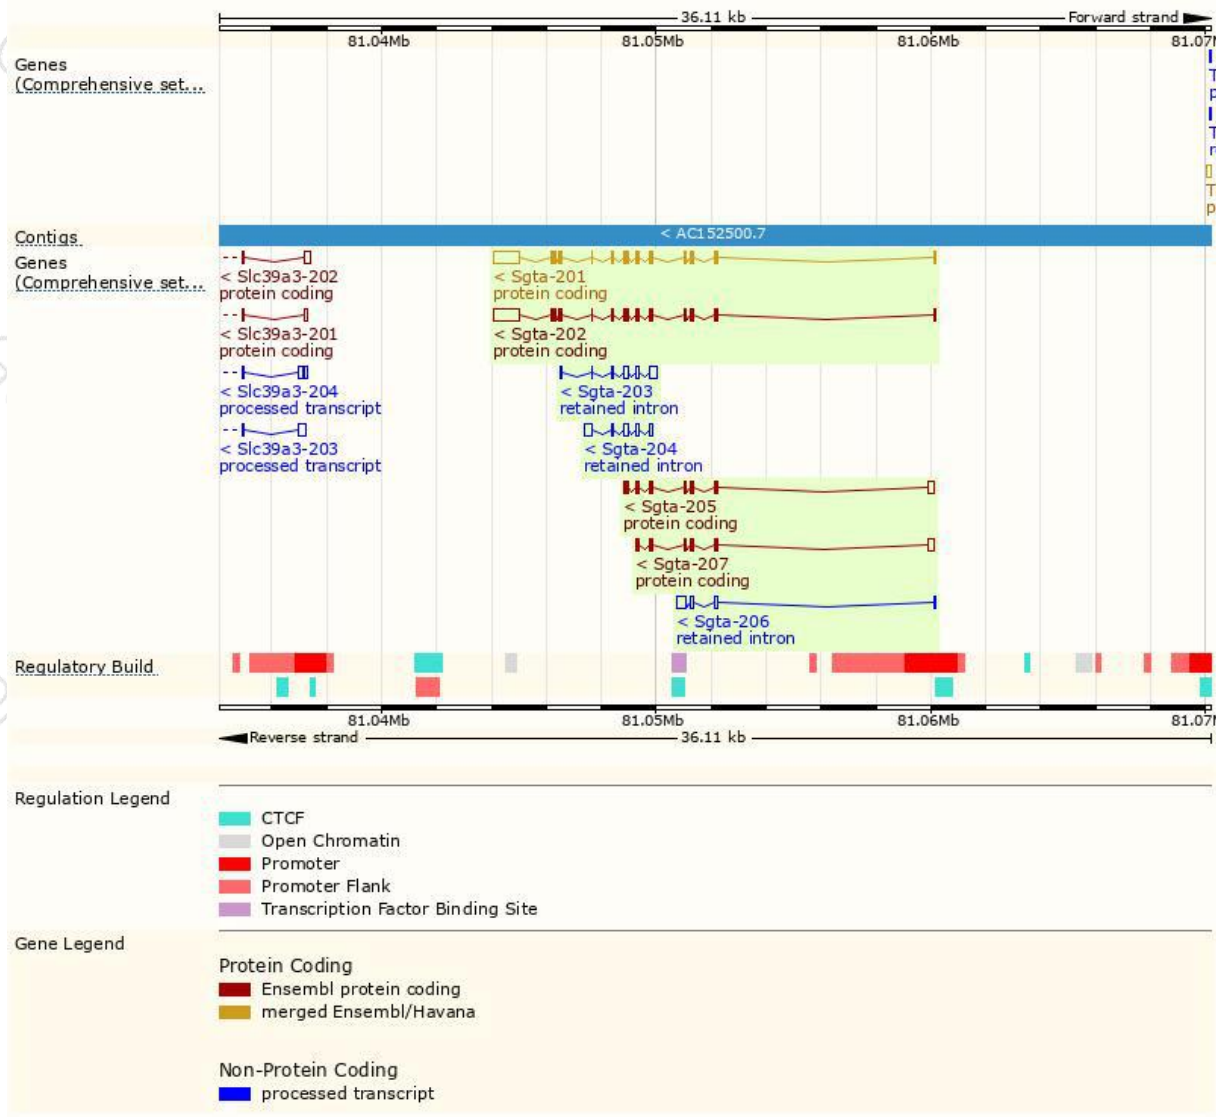 36.11 kb Forward strand
81.04Mb 81.05Mb 81.06Mb 81.07M
Genes
(Comprehensive set...
T
p
T
r
T
p
Contigs < AC152500.7
Genes
(Comprehensive set...
< Slc39a3-202 < Sgta-201
protein coding protein coding
< Slc39a3-201 < Sgta-202
protein coding protein coding
< Slc39a3-204 < Sgta-203
processed transcript retained intron
< Slc39a3-203 < Sgta-204
processed transcript retained intron
< Sgta-205
protein coding
< Sgta-207
protein coding
< Sgta-206
retained intron
Regulatory Build
81.04Mb 81.05Mb 81.06Mb 81.07M
Reverse strand 36.11 kb
Regulation Legend
CTCF
Open Chromatin
Promoter
Promoter Flank
Transcription Factor Binding Site
Gene Legend
Protein Coding
Ensembl protein coding
merged Ensembl/Havana
Non-Protein Coding
processed transcript